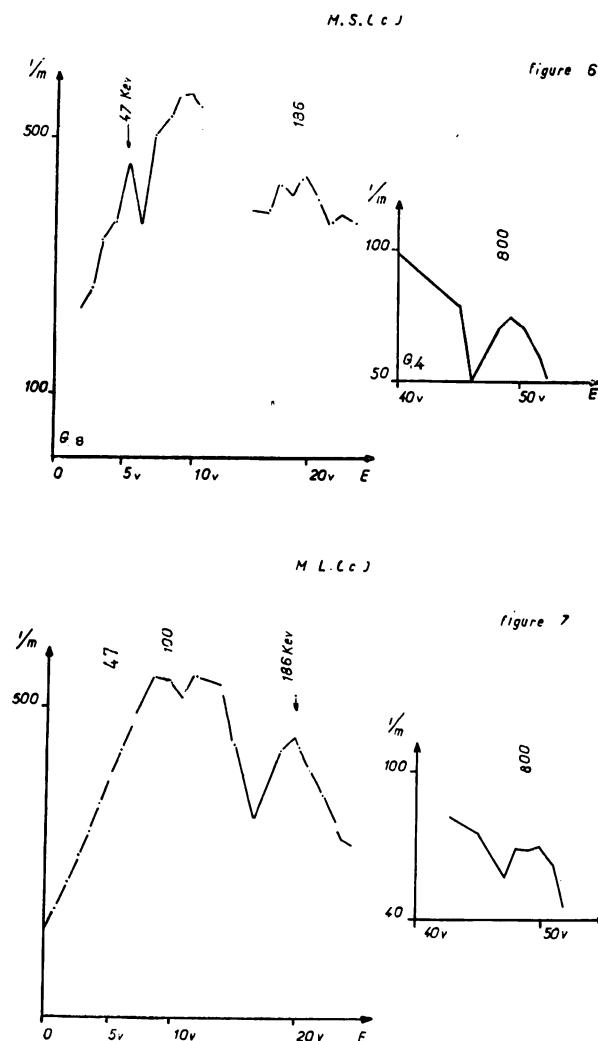 M.S.(c)
figure 6
1/m
47 Kev
186
500
100
G.8
0 5v 10v 20v E
1/m
800
100
50
G.4
40v 50v E
M L.(c)
figure 7
1/m
47 100 186 Kev
500
0 5v 10v 20v E
1/m
800
100
40
40v 50v